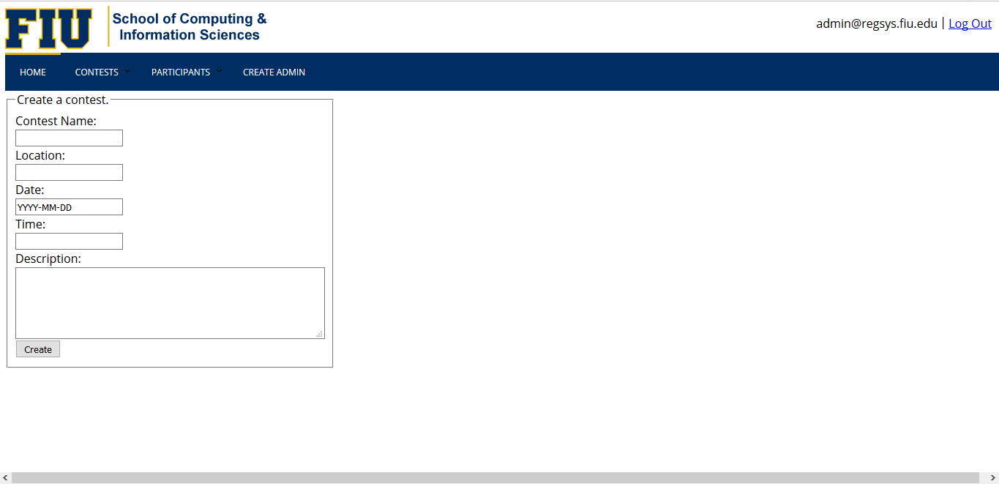 FIU
School of Computing &
Information Sciences
admin@regsys.fiu.edu | Log Out
HOME CONTESTS PARTICIPANTS CREATE ADMIN
Create a contest.
Contest Name:
Location:
Date:
YYYY-MM-DD
Time:
Description:
Create